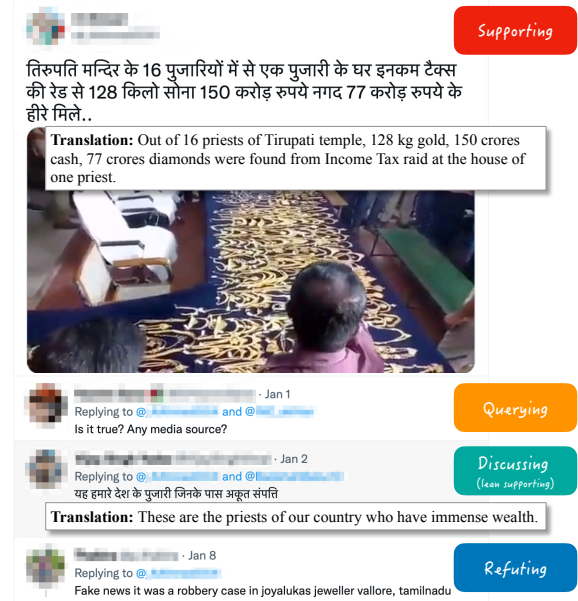 Supporting
तिरुपति मन्दिर के 16 पुजारियों में से एक पुजारी के घर इनकम टैक्स
की रेड से 128 किलो सोना 150 करोड़ रुपये नगद 77 करोड़ रुपये के
हीरे मिले..
Translation: Out of 16 priests of Tirupati temple, 128 kg gold, 150 crores
cash, 77 crores diamonds were found from Income Tax raid at the house of
one priest.
· Jan 1
Querying
Replying to @ and @
Is it true? Any media source?
· Jan 2
Discussing
(lean supporting)
Replying to @ and @
यह हमारे देश के पुजारी जिनके पास अकूत संपत्ति
Translation: These are the priests of our country who have immense wealth.
· Jan 8
Refuting
Replying to @
Fake news it was a robbery case in joyalukas jeweller vallore, tamilnadu